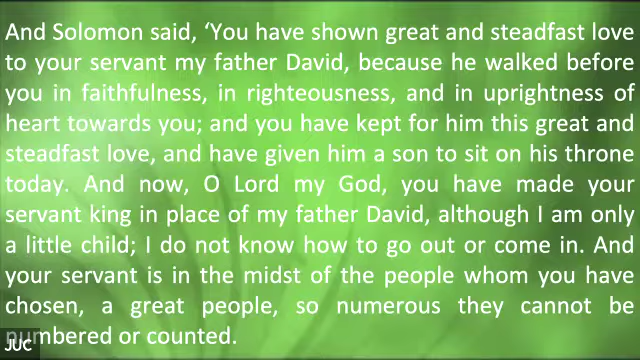 And Solomon said, ‘You have shown great and steadfast love
to your servant my father David, because he walked before
you in faithfulness, in righteousness, and in uprightness of
heart towards you; and you have kept for him this great and
steadfast love, and have given him a son to sit on his throne
today. And now, O Lord my God, you have made your
servant king in place of my father David, although I am only
a little child; I do not know how to go out or come in. And
your servant is in the midst of the people whom you have
chosen, a great people, so numerous they cannot be
numbered or counted.
JUC